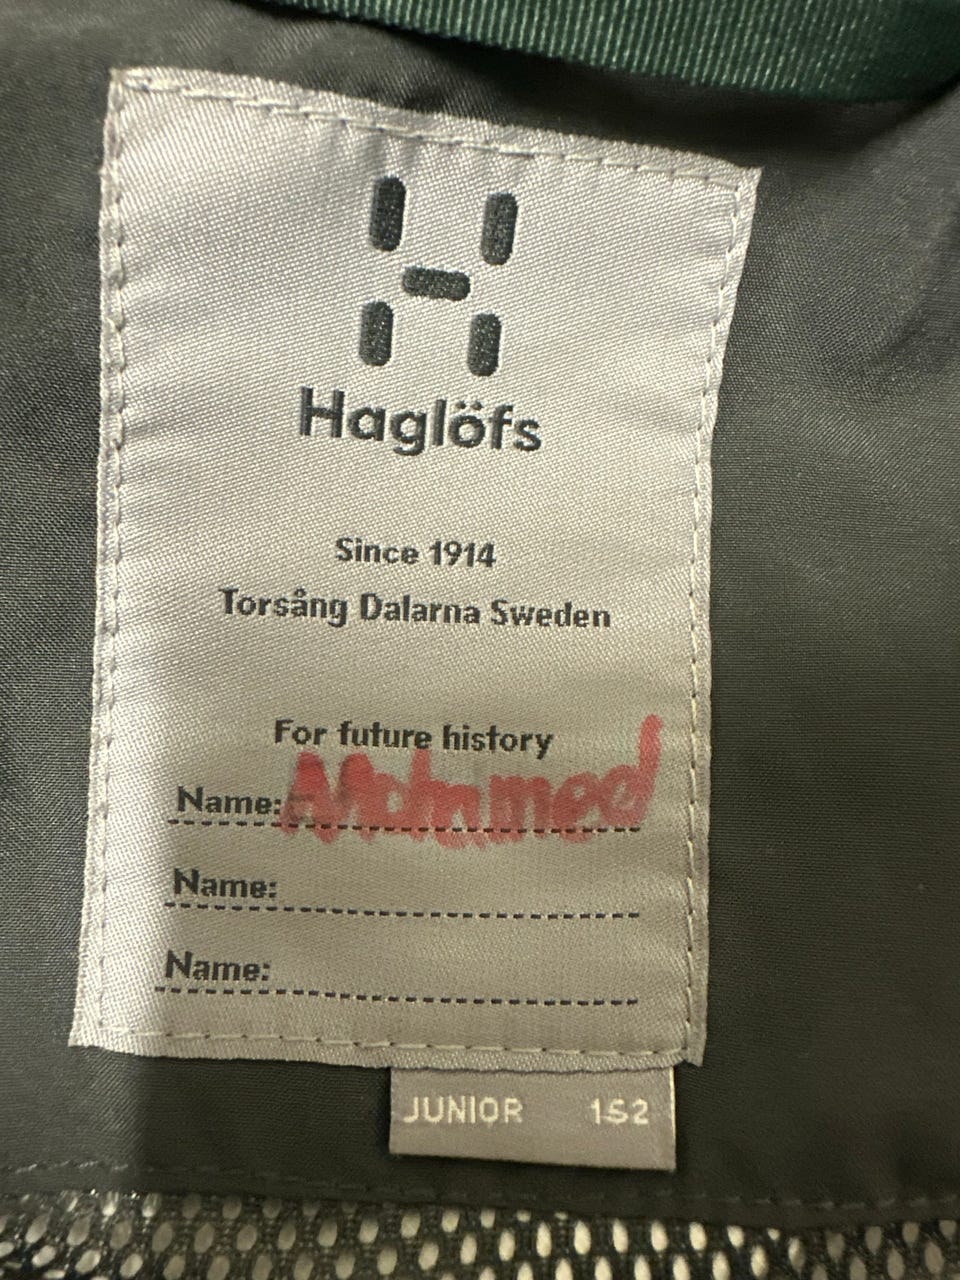 Haglöfs
Since 1914
Torsång Dalarna Sweden
For future history
Name: Mohamed
Name:
Name:
JUNIOR 152